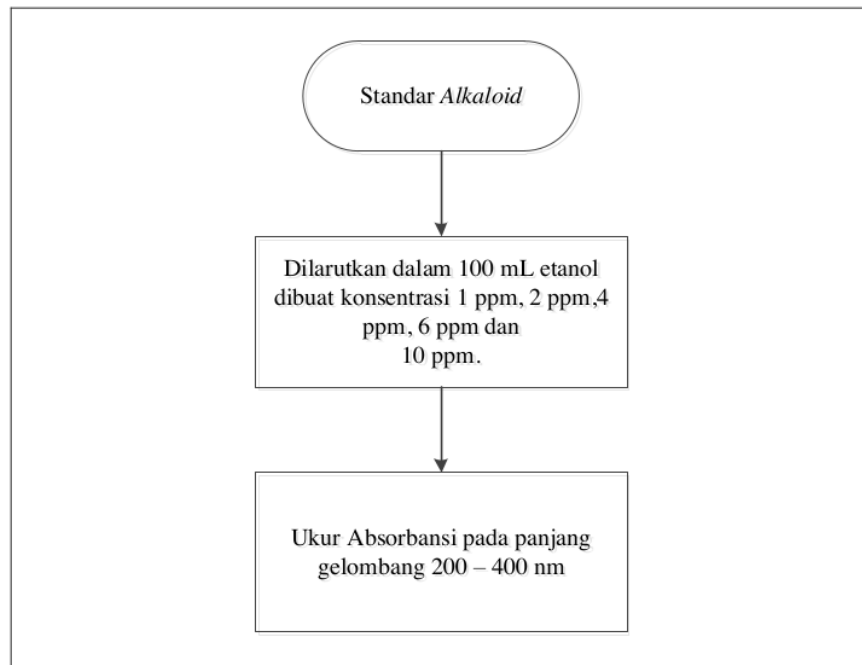 Standar Alkaloid
Dilarutkan dalam 100 mL etanol
dibuat konsentrasi 1 ppm, 2 ppm,4
ppm, 6 ppm dan
10 ppm.
Ukur Absorbansi pada panjang
gelombang 200 – 400 nm